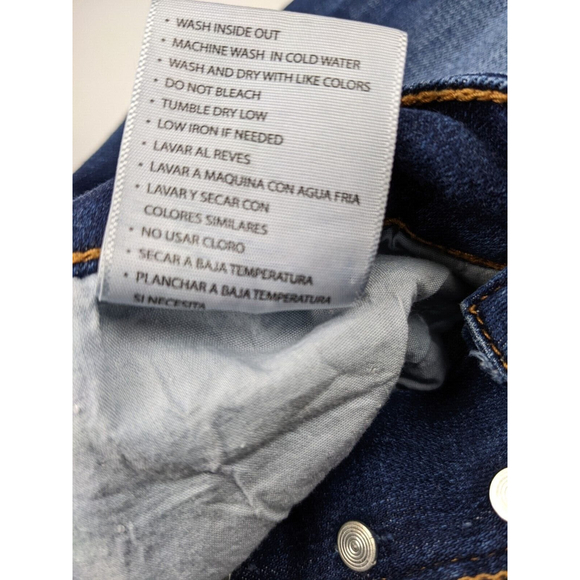 • WASH INSIDE OUT
• MACHINE WASH IN COLD WATER
• WASH AND DRY WITH LIKE COLORS
• DO NOT BLEACH
• TUMBLE DRY LOW
• LOW IRON IF NEEDED
• LAVAR AL REVES
• LAVAR A MAQUINA CON AGUA FRIA
• LAVAR Y SECAR CON
COLORES SIMILARES
• NO USAR CLORO
• SECAR A BAJA TEMPERATURA
• PLANCHAR A BAJA TEMPERATURA
SI NECESITA